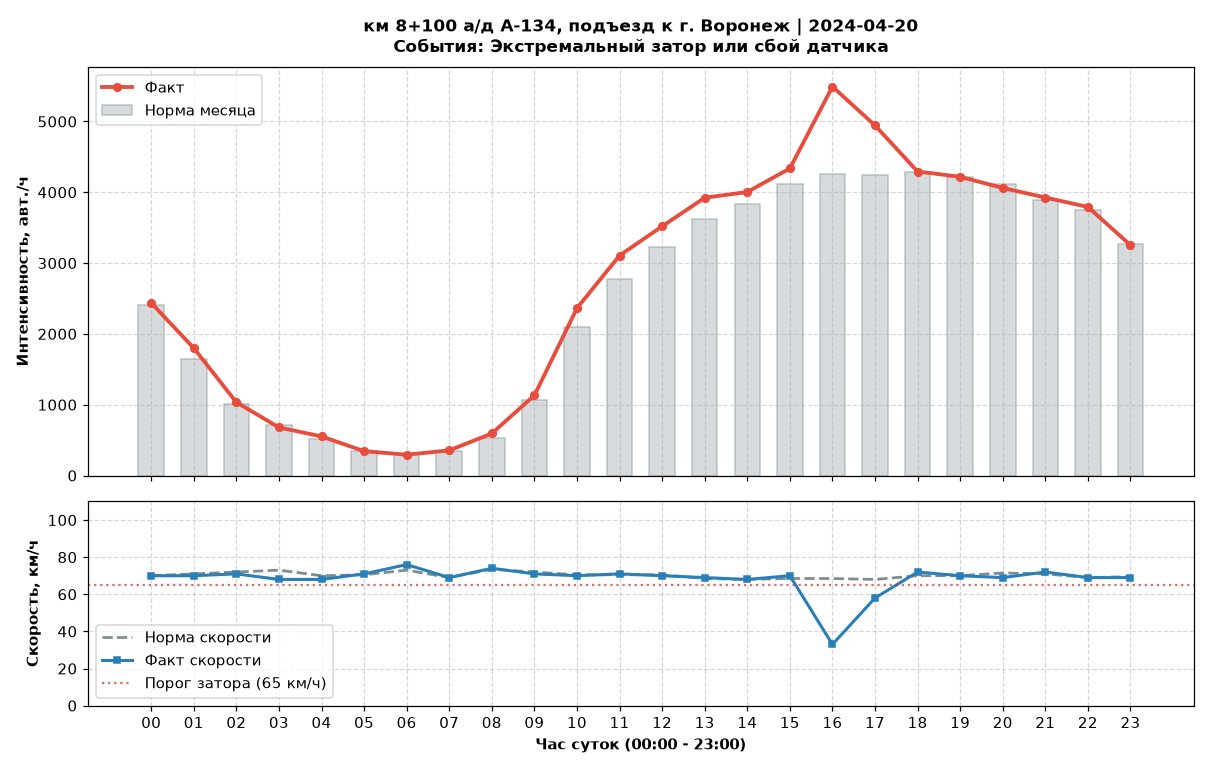 км 8+100 а/д А-134, подъезд к г. Воронеж | 2024-04-20
События: Экстремальный затор или сбой датчика
Факт
Норма месяца
Интенсивность, авт./ч
5000
4000
3000
2000
1000
0
Скорость, км/ч
100
80
60
40
20
0
Норма скорости
Факт скорости
Порог затора (65 км/ч)
00 01 02 03 04 05 06 07 08 09 10 11 12 13 14 15 16 17 18 19 20 21 22 23
Час суток (00:00 - 23:00)